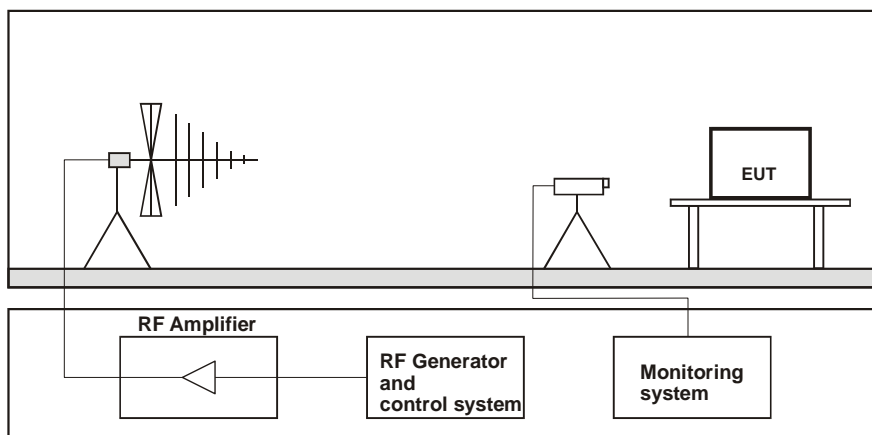 EUT
RF Amplifier
RF Generator
and
control system
Monitoring
system